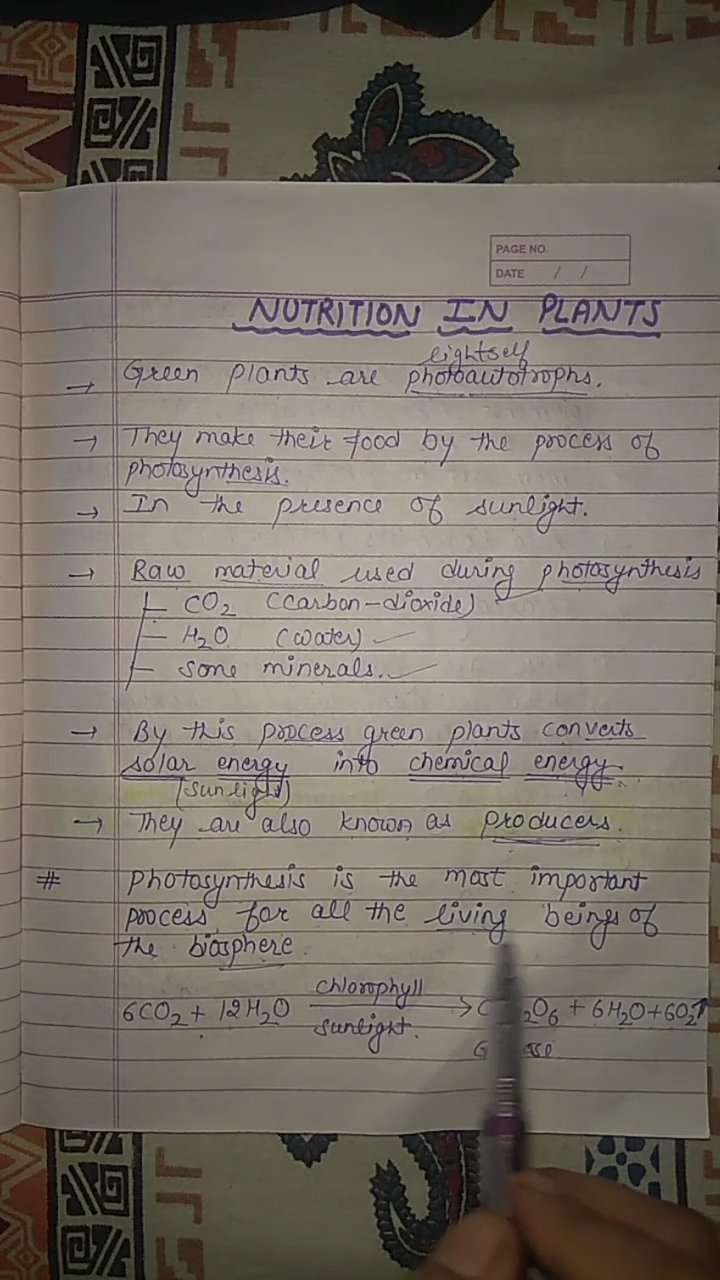 PAGE NO.
DATE / /
NUTRITION IN PLANTS
light self
→ Green plants are photoautotrophs.
→ They make their food by the process of
photosynthesis.
→ In the presence of sunlight.
→ Raw material used during photosynthesis
CO2 (Carbon-dioxide)
H2O (water)
Some minerals.
→ By this process green plants converts
solar energy into chemical energy.
(sunlight)
→ They are also known as producers.
# Photosynthesis is the most important
process for all the living beings of
the biosphere.
chlorophyll
6CO2 + 12H2O → O6 + 6H2O + 6O2↑
sunlight.